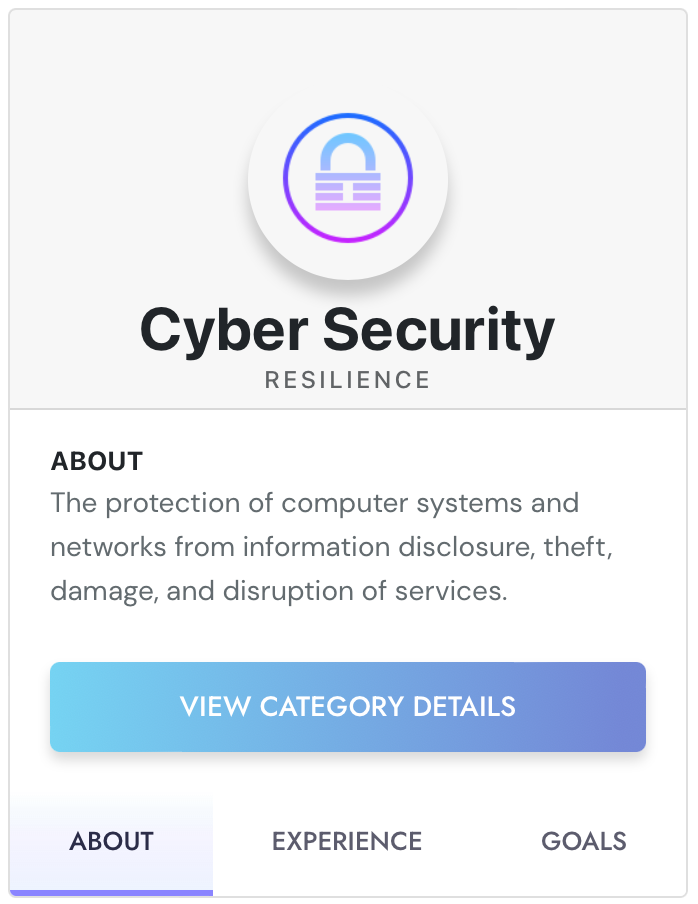 Cyber Security
RESILIENCE
ABOUT
The protection of computer systems and
networks from information disclosure, theft,
damage, and disruption of services.
VIEW CATEGORY DETAILS
ABOUT EXPERIENCE GOALS